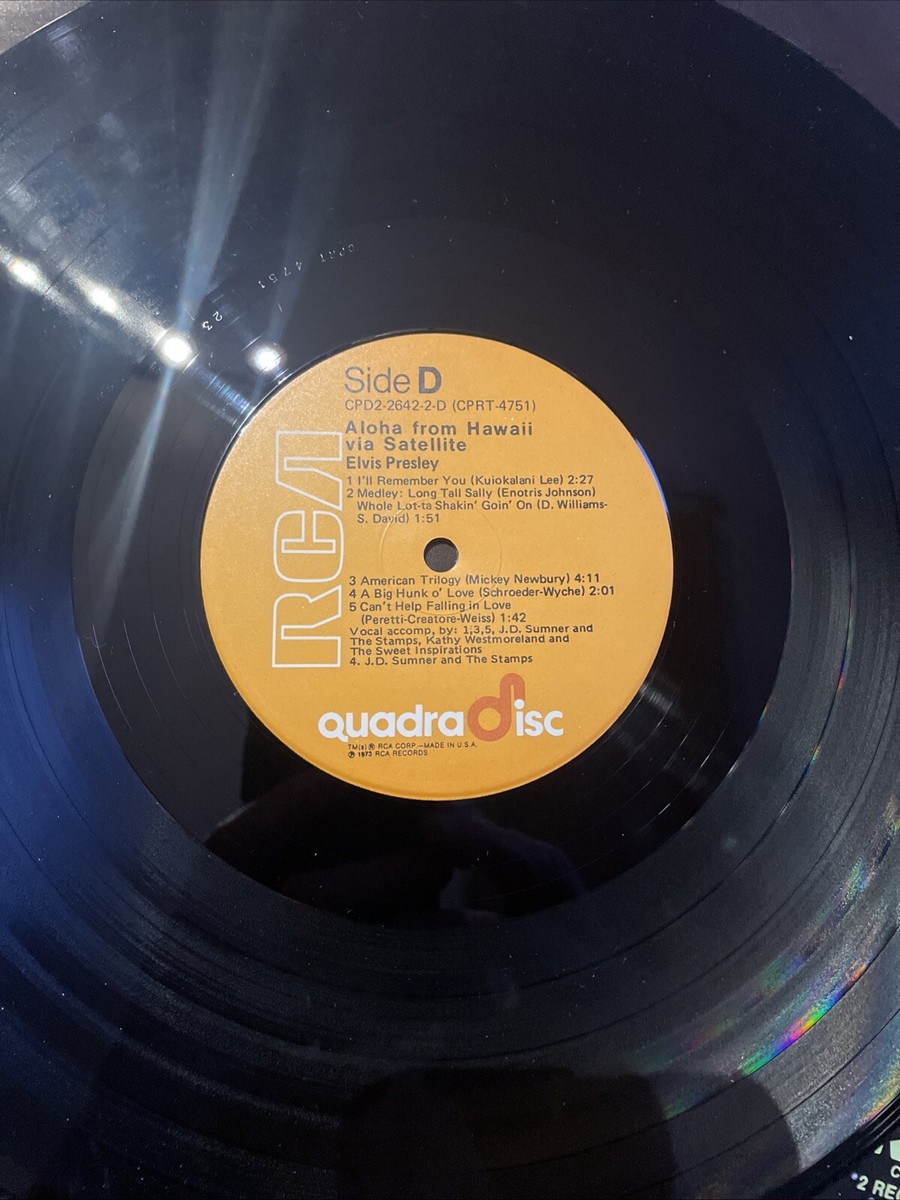 CPRT 4751 23
Side D
CPD2-2642-2-D (CPRT-4751)
Aloha from Hawaii
via Satellite
Elvis Presley
1 I'll Remember You (Kuiokalani Lee) 2:27
2 Medley: Long Tall Sally (Enotris Johnson)
Whole Lot-ta Shakin' Goin' On (D. Williams-
S. David) 1:51
RCA
3 American Trilogy (Mickey Newbury) 4:11
4 A Big Hunk o' Love (Schroeder-Wyche) 2:01
5 Can't Help Falling in Love
(Peretti-Creatore-Weiss) 1:42
Vocal accomp, by: 1,3,5, J.D. Sumner and
The Stamps, Kathy Westmoreland and
The Sweet Inspirations
4. J.D. Sumner and The Stamps
quadradisc
TM(s) ® RCA CORP.—MADE IN U.S.A.
℗ 1973 RCA RECORDS
2 RE